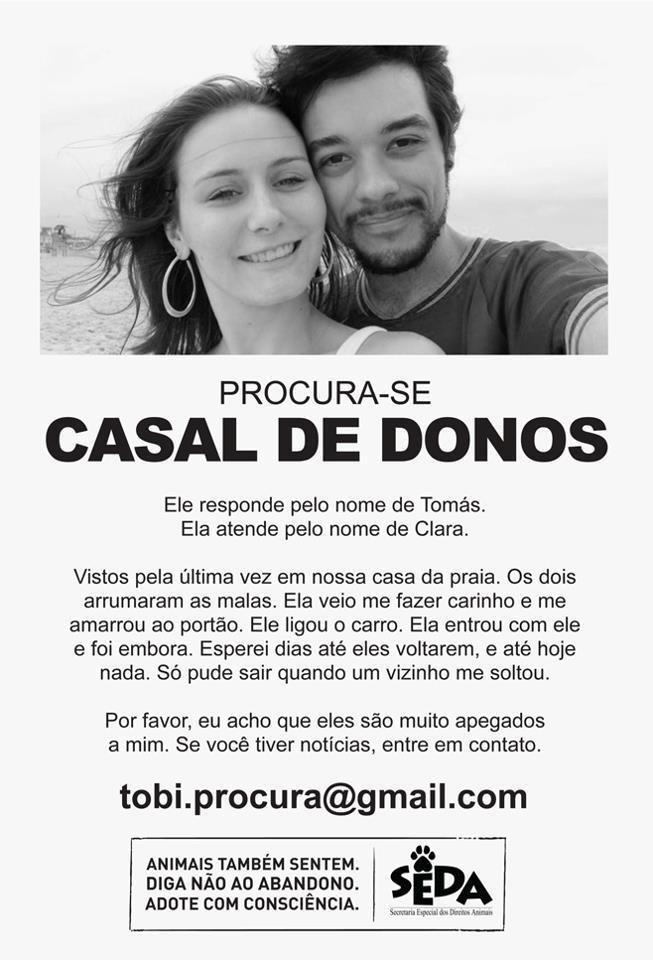 PROCURA-SE
CASAL DE DONOS
Ele responde pelo nome de Tomás.
Ela atende pelo nome de Clara.
Vistos pela última vez em nossa casa da praia. Os dois
arrumaram as malas. Ela veio me fazer carinho e me
amarrou ao portão. Ele ligou o carro. Ela entrou com ele
e foi embora. Esperei dias até eles voltarem, e até hoje
nada. Só pude sair quando um vizinho me soltou.
Por favor, eu acho que eles são muito apegados
a mim. Se você tiver notícias, entre em contato.
tobi.procura@gmail.com
ANIMAIS TAMBÉM SENTEM.
DIGA NÃO AO ABANDONO.
ADOTE COM CONSCIÊNCIA.
SEDA
Secretaria Especial dos Direitos Animais